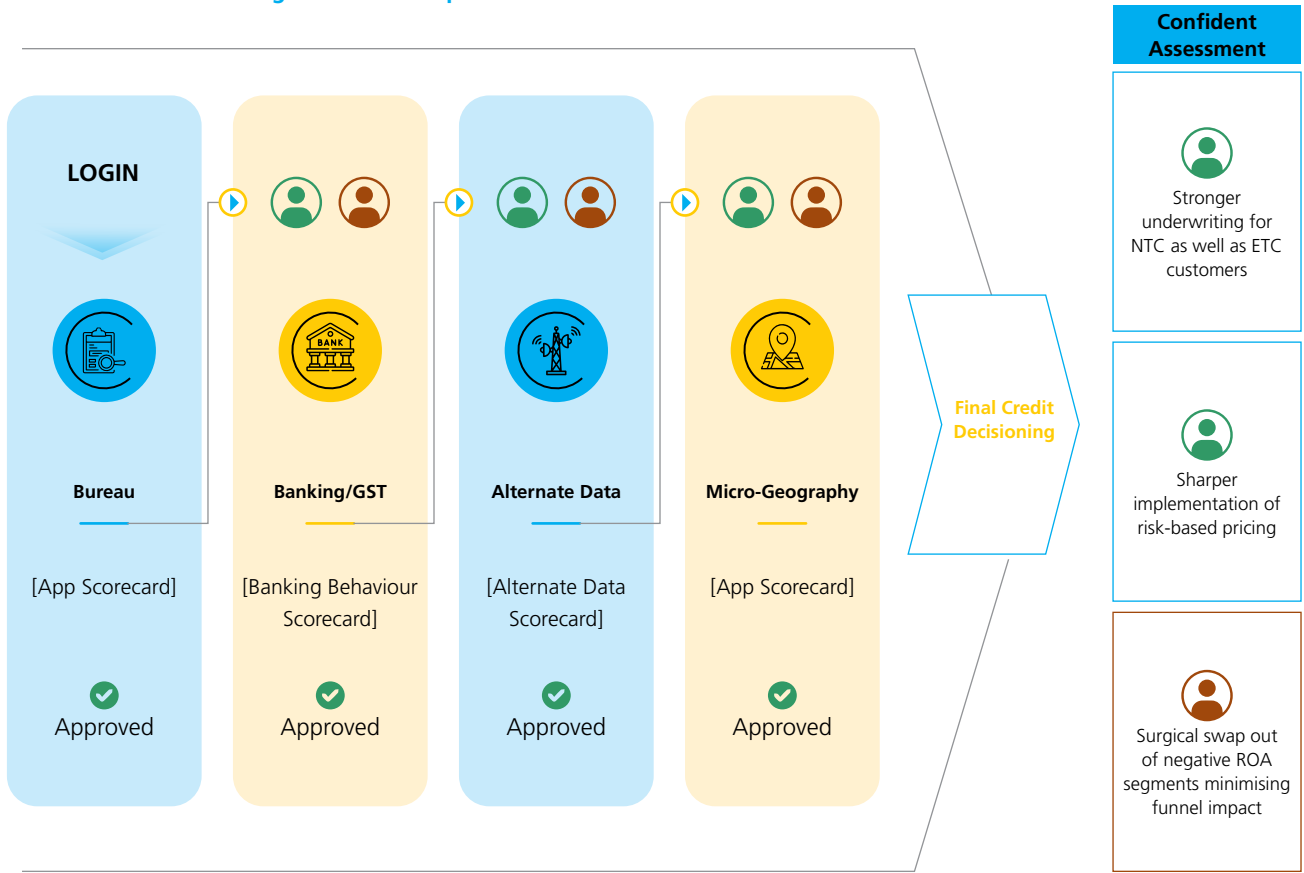 Confident
Assessment
LOGIN
BANK
Bureau
Banking/GST
Alternate Data
Micro-Geography
[App Scorecard]
[Banking Behaviour
Scorecard]
[Alternate Data
Scorecard]
[App Scorecard]
Approved
Approved
Approved
Approved
Final Credit
Decisioning
Stronger
underwriting for
NTC as well as ETC
customers
Sharper
implementation of
risk-based pricing
Surgical swap out
of negative ROA
segments minimising
funnel impact